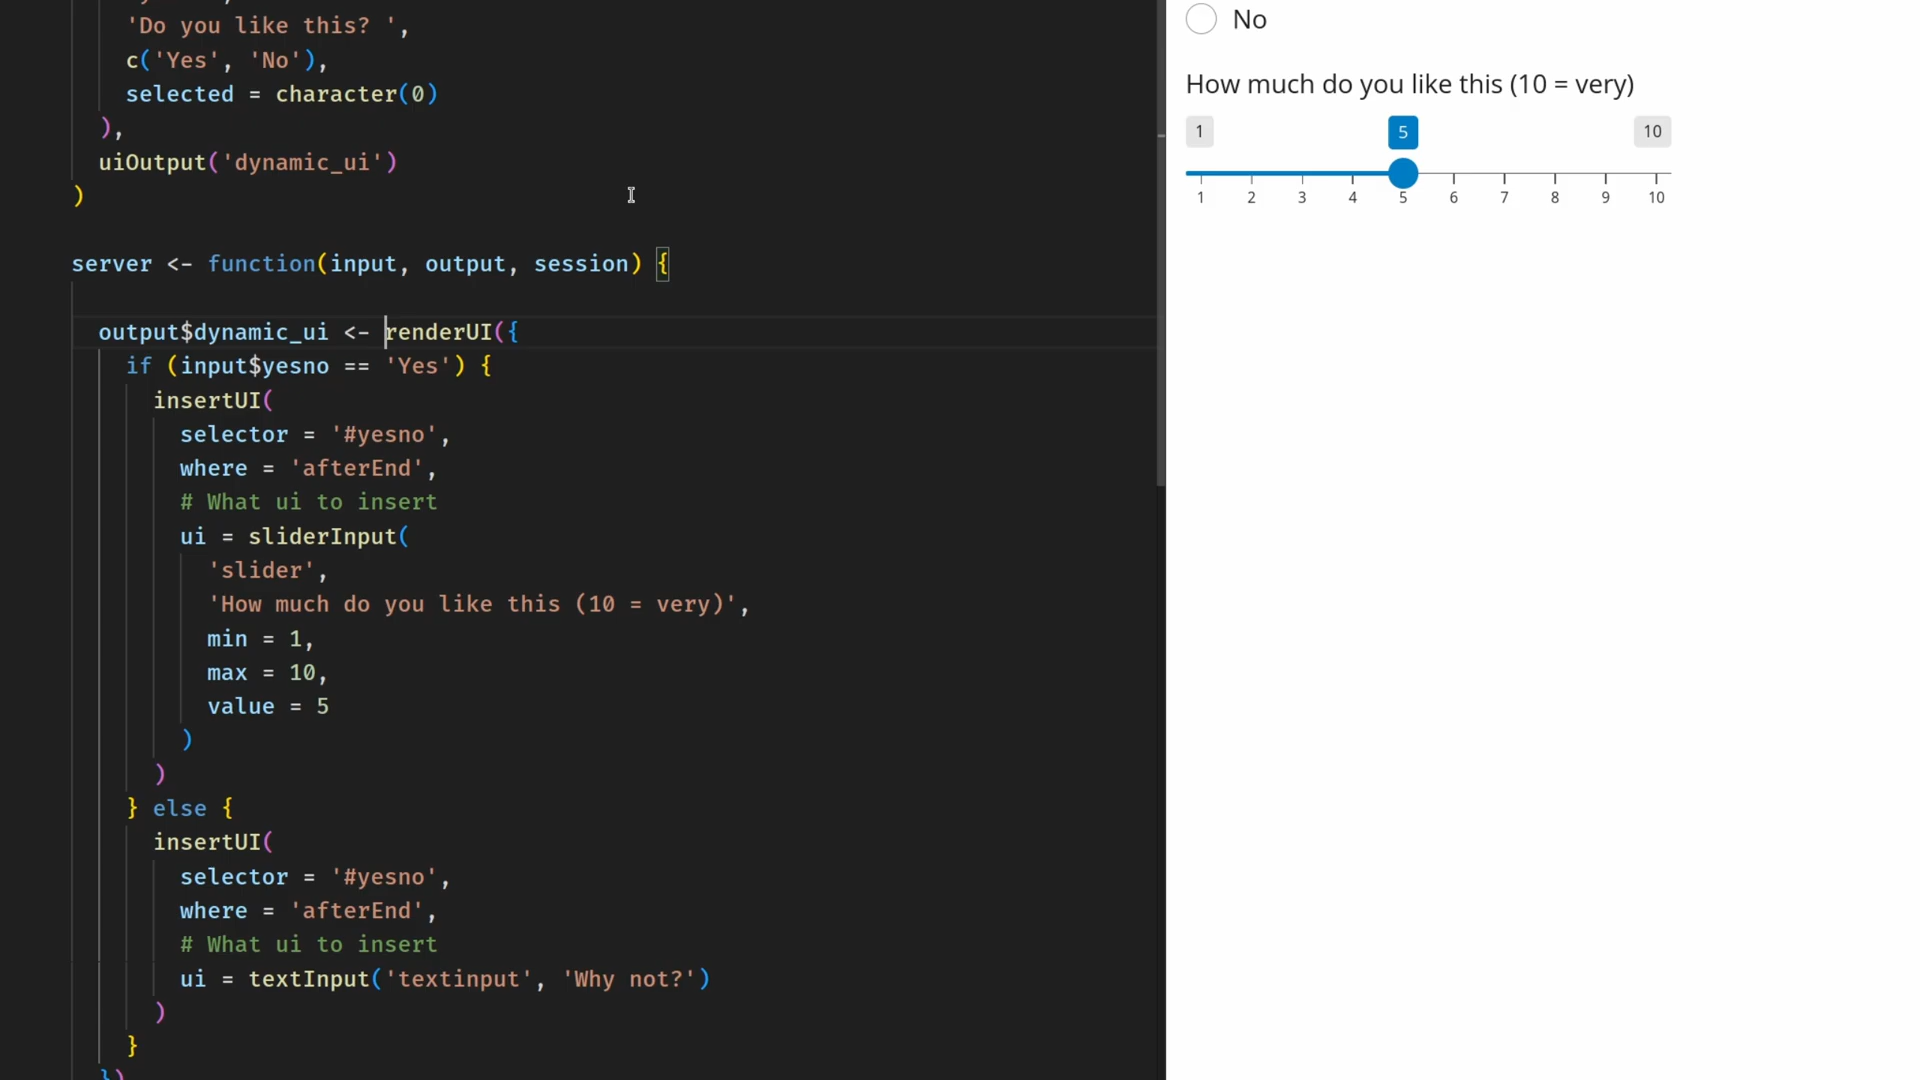 'Do you like this? ',
c('Yes', 'No'),
selected = character(0)
),
uiOutput('dynamic_ui')
)
server <- function(input, output, session) {
output$dynamic_ui <- renderUI({
if (input$yesno == 'Yes') {
insertUI(
selector = '#yesno',
where = 'afterEnd',
# What ui to insert
ui = sliderInput(
'slider',
'How much do you like this (10 = very)',
min = 1,
max = 10,
value = 5
)
)
} else {
insertUI(
selector = '#yesno',
where = 'afterEnd',
# What ui to insert
ui = textInput('textinput', 'Why not?')
)
}
})
No
How much do you like this (10 = very)
1 5 10
1 2 3 4 5 6 7 8 9 10